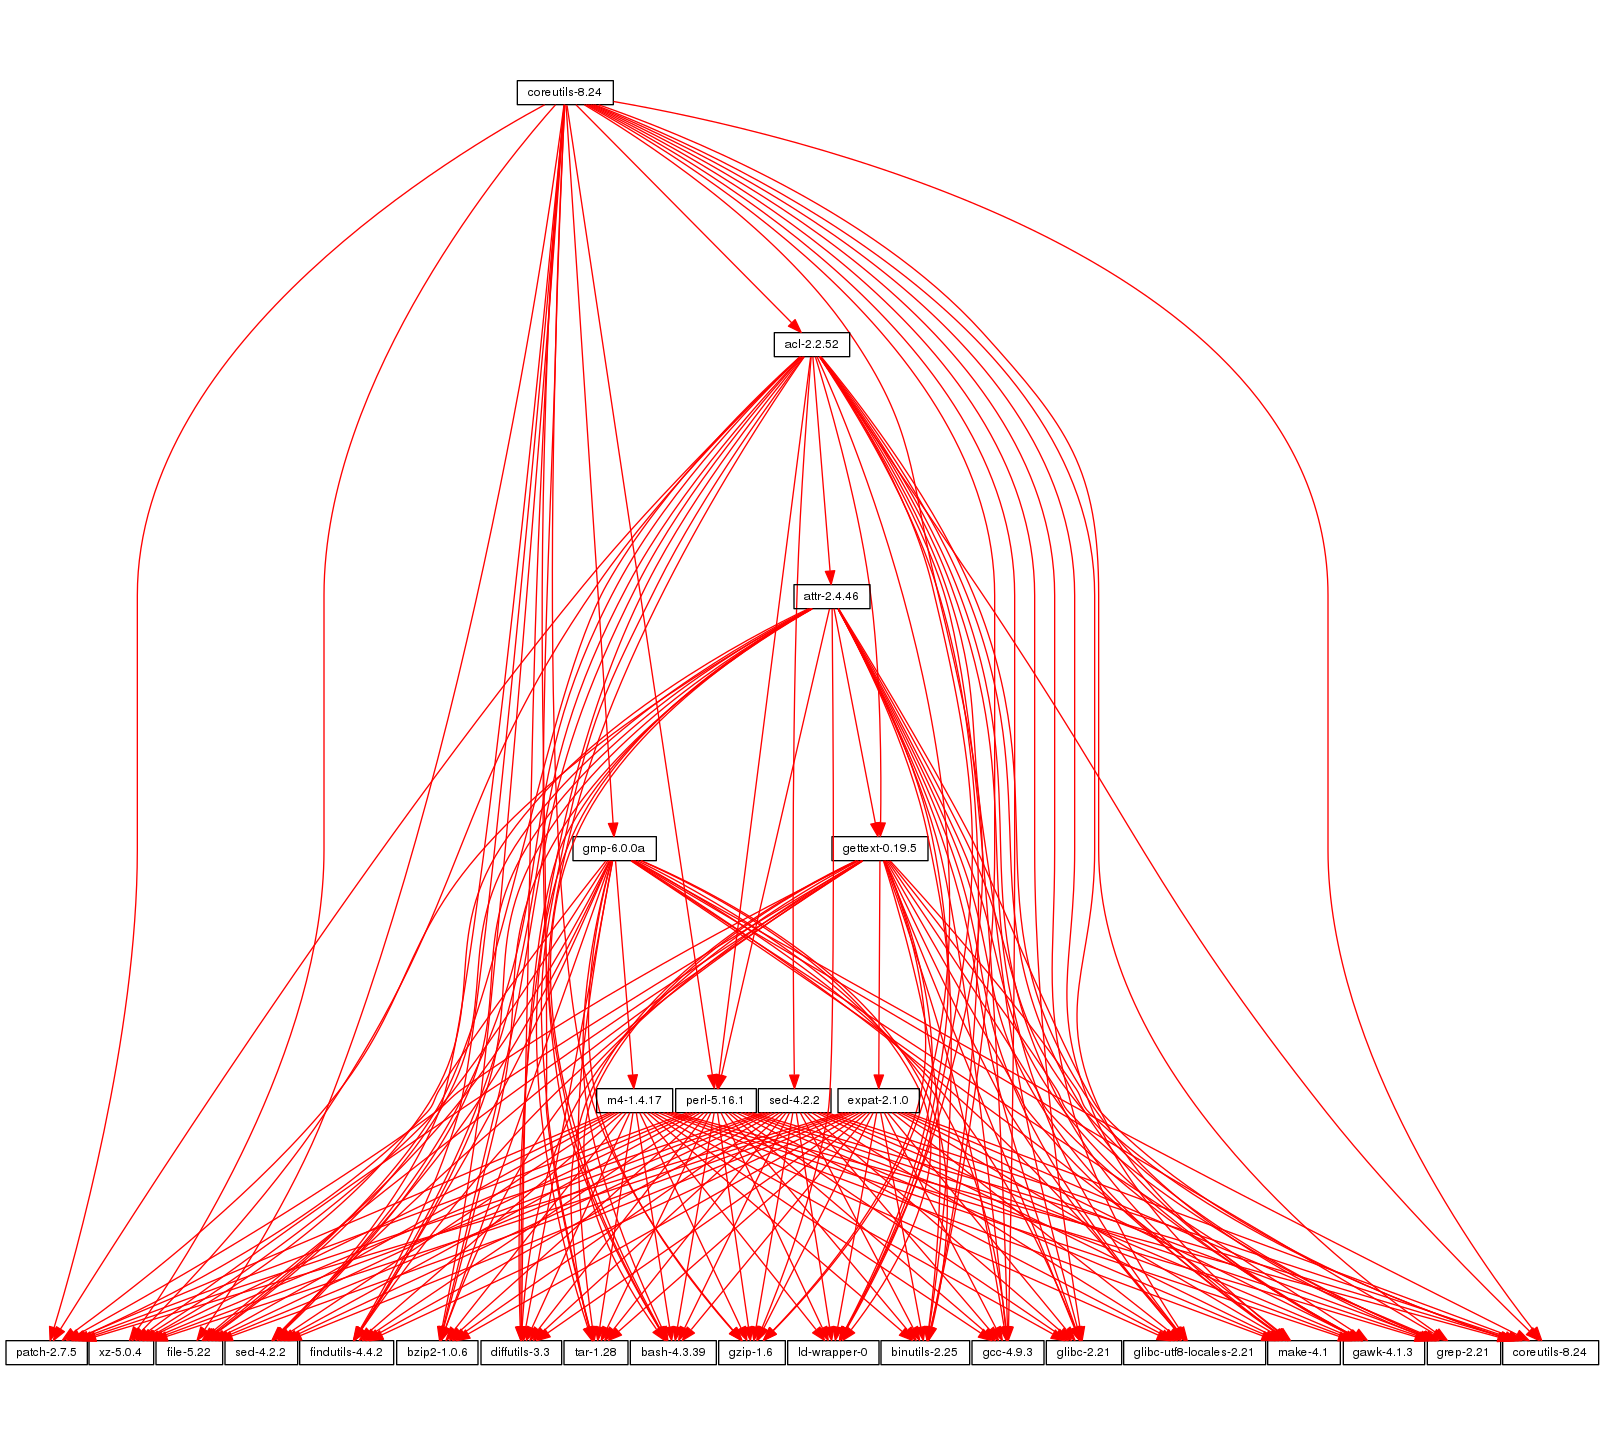 coreutils-8.24
acl-2.2.52
attr-2.4.46
gmp-6.0.0a
gettext-0.19.5
m4-1.4.17
perl-5.16.1
sed-4.2.2
expat-2.1.0
patch-2.7.5
xz-5.0.4
file-5.22
sed-4.2.2
findutils-4.4.2
bzip2-1.0.6
diffutils-3.3
tar-1.28
bash-4.3.39
gzip-1.6
ld-wrapper-0
binutils-2.25
gcc-4.9.3
glibc-2.21
glibc-utf8-locales-2.21
make-4.1
gawk-4.1.3
grep-2.21
coreutils-8.24